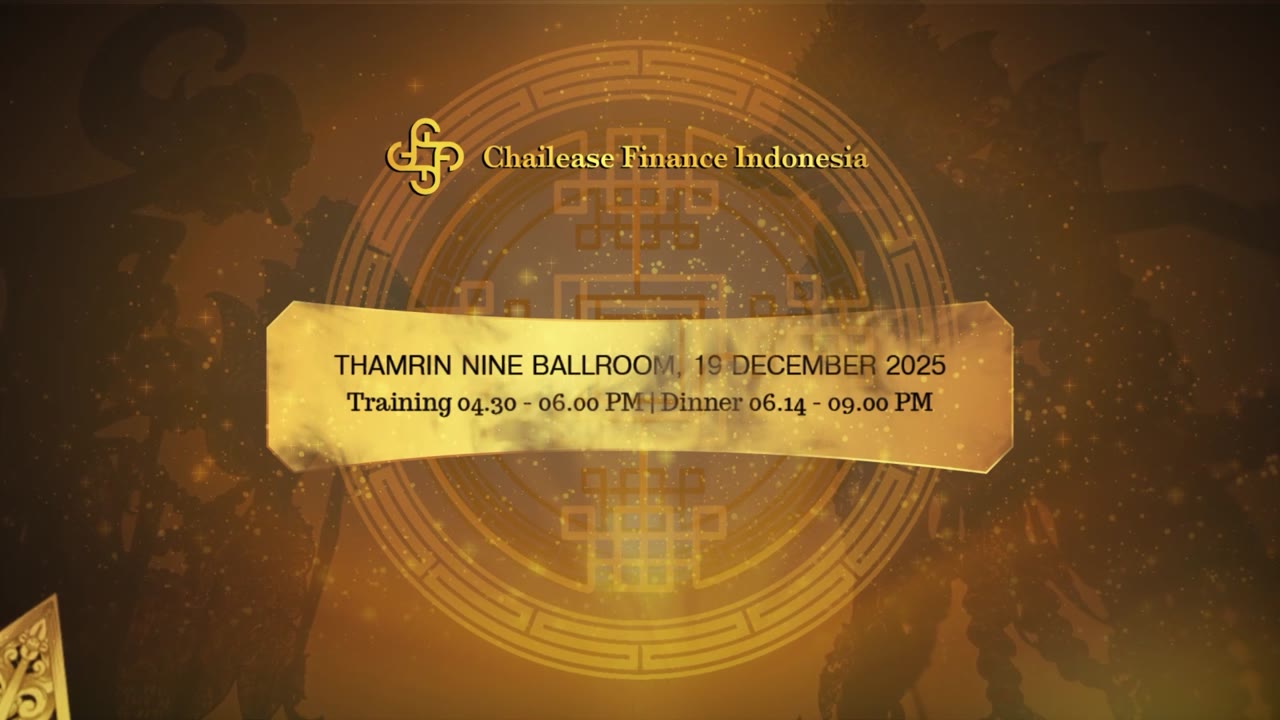 Chailease Finance Indonesia
THAMRIN NINE BALLROOM, 19 DECEMBER 2025
Training 04.30 - 06.00 PM | Dinner 06.14 - 09.00 PM